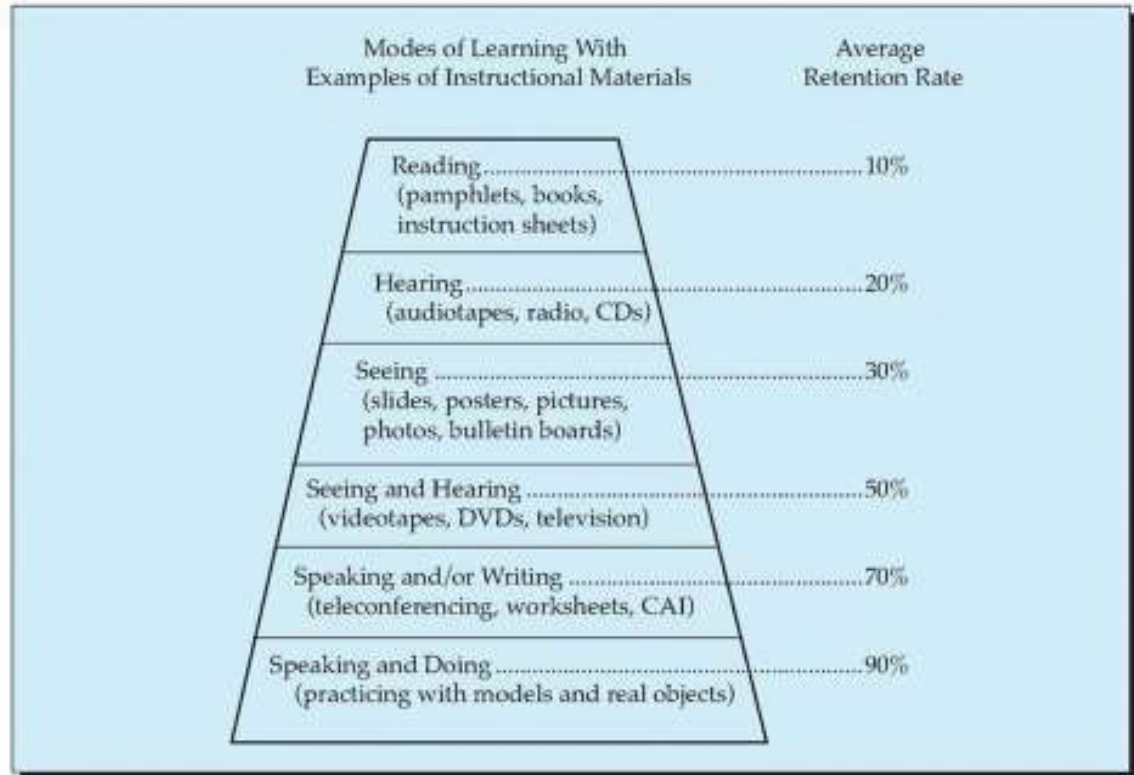 Modes of Learning With
Examples of Instructional Materials
Average
Retention Rate
Reading 10%
(pamphlets, books,
instruction sheets)
Hearing 20%
(audiotapes, radio, CDs)
Seeing 30%
(slides, posters, pictures,
photos, bulletin boards)
Seeing and Hearing 50%
(videotapes, DVDs, television)
Speaking and/or Writing 70%
(teleconferencing, worksheets, CAI)
Speaking and Doing 90%
(practicing with models and real objects)